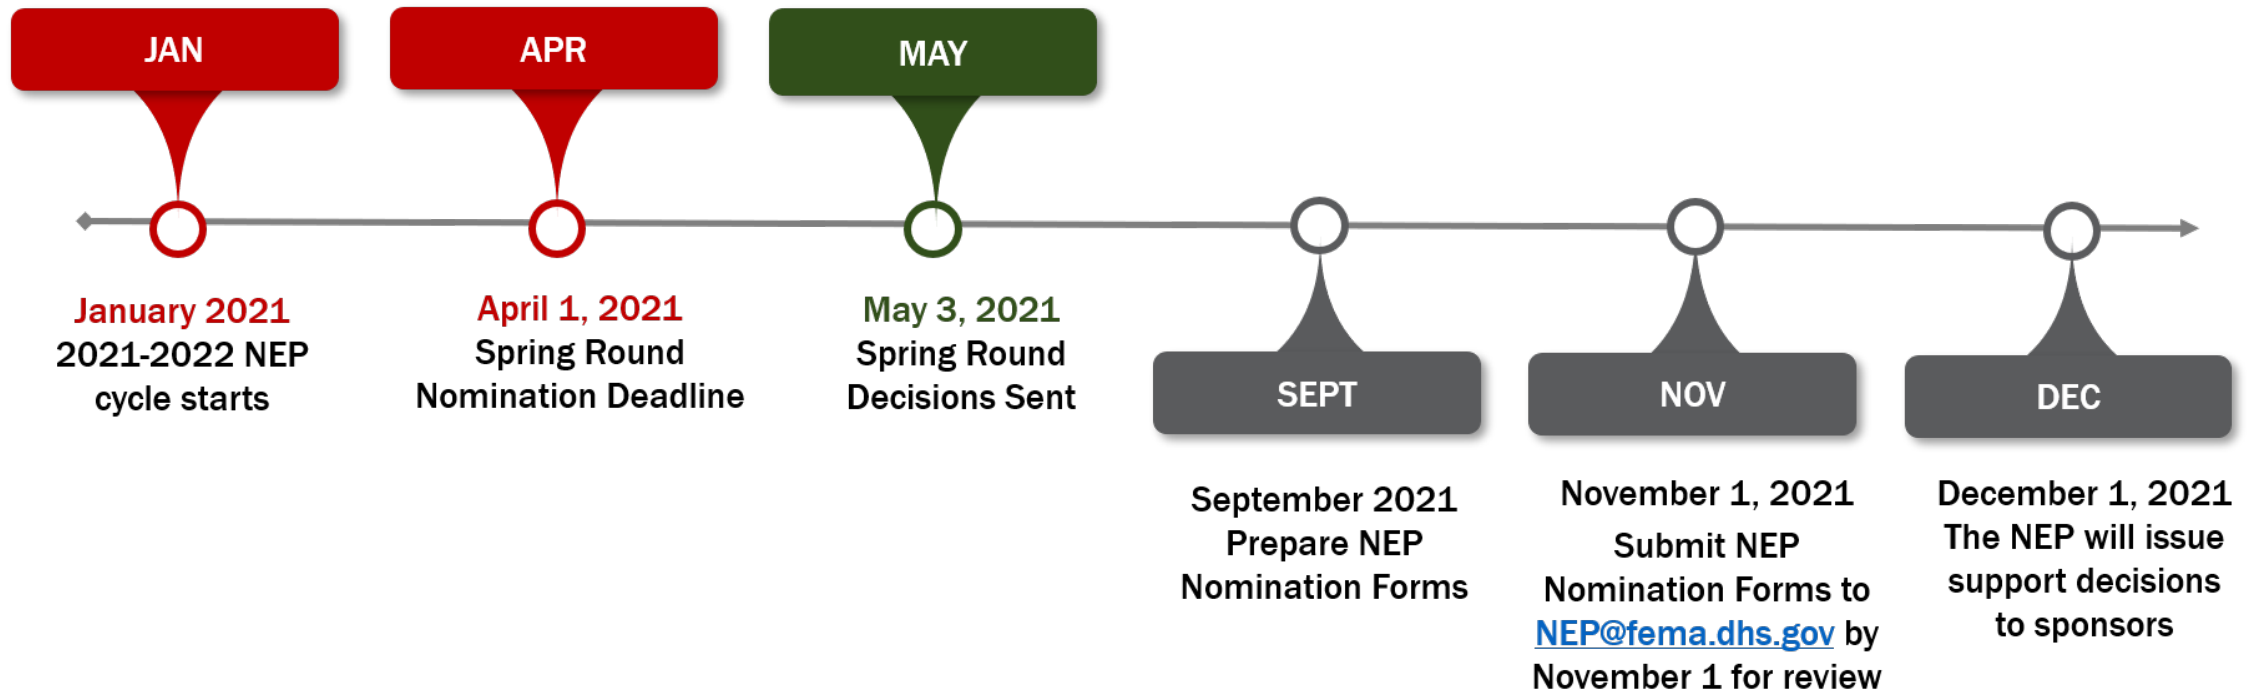 JAN
APR
MAY
January 2021
2021-2022 NEP
cycle starts
April 1, 2021
Spring Round
Nomination Deadline
May 3, 2021
Spring Round
Decisions Sent
SEPT
NOV
DEC
September 2021
Prepare NEP
Nomination Forms
November 1, 2021
Submit NEP
Nomination Forms to
NEP@fema.dhs.gov by
November 1 for review
December 1, 2021
The NEP will issue
support decisions
to sponsors